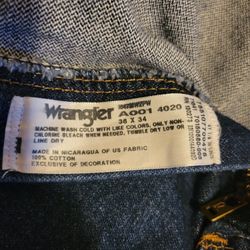 Wrangler A001 4020
36 X 34
MACHINE WASH COLD WITH LIKE COLORS, ONLY NON-
CHLORINE BLEACH WHEN NEEDED, TUMBLE DRY LOW OR
LINE DRY
MADE IN NICARAGUA OF US FABRIC
100% COTTON
EXCLUSIVE OF DECORATION